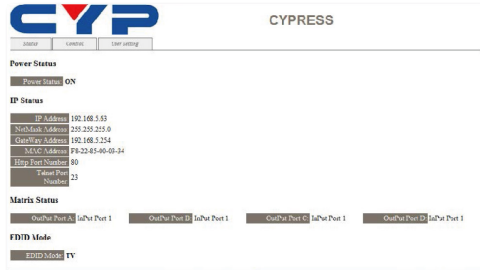 CYP
CYPRESS
Status Control User Setting
Power Status
Power Status: ON
IP Status
IP Address: 192.168.5.63
NetMask Address: 255.255.255.0
GateWay Address: 192.168.5.254
MAC Address: F8-22-85-00-03-34
Http Port Number: 80
Telnet Port Number: 23
Matrix Status
OutPut Port A: InPut Port 1 OutPut Port B: InPut Port 1 OutPut Port C: InPut Port 1 OutPut Port D: InPut Port 1
EDID Mode
EDID Mode: TV